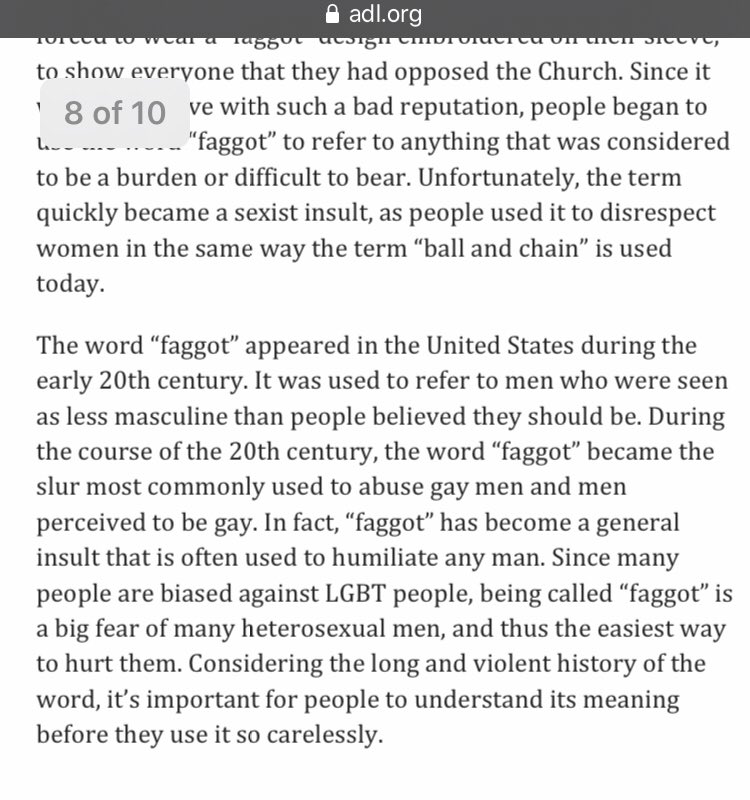 adl.org
forced to wear a "faggot" design embroidered on their sleeve,
to show everyone that they had opposed the Church. Since it
8 of 10
ve with such a bad reputation, people began to
"faggot" to refer to anything that was considered
to be a burden or difficult to bear. Unfortunately, the term
quickly became a sexist insult, as people used it to disrespect
women in the same way the term “ball and chain” is used
today.
The word “faggot” appeared in the United States during the
early 20th century. It was used to refer to men who were seen
as less masculine than people believed they should be. During
the course of the 20th century, the word “faggot” became the
slur most commonly used to abuse gay men and men
perceived to be gay. In fact, “faggot” has become a general
insult that is often used to humiliate any man. Since many
people are biased against LGBT people, being called “faggot” is
a big fear of many heterosexual men, and thus the easiest way
to hurt them. Considering the long and violent history of the
word, it’s important for people to understand its meaning
before they use it so carelessly.